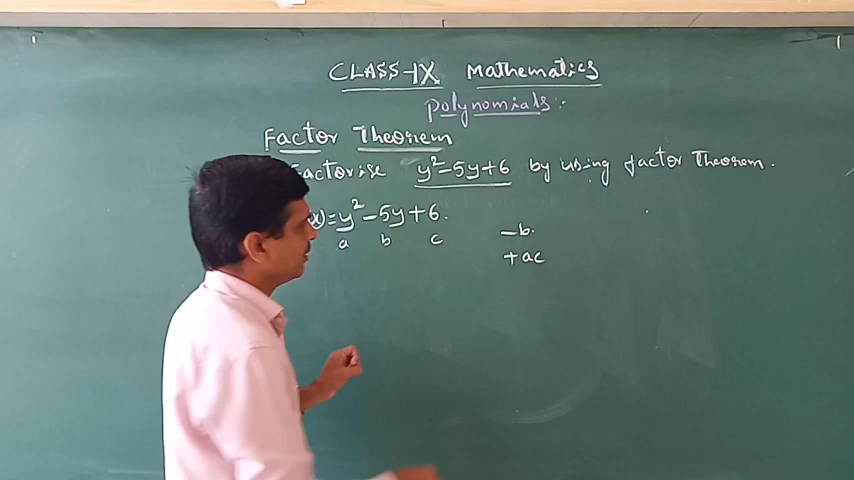 CLASS-IX Mathematics
Polynomials:-
Factor Theorem
Factorise y²-5y+6 by using factor Theorem.
x)=y²-5y+6.
a b c
-b.
+ac